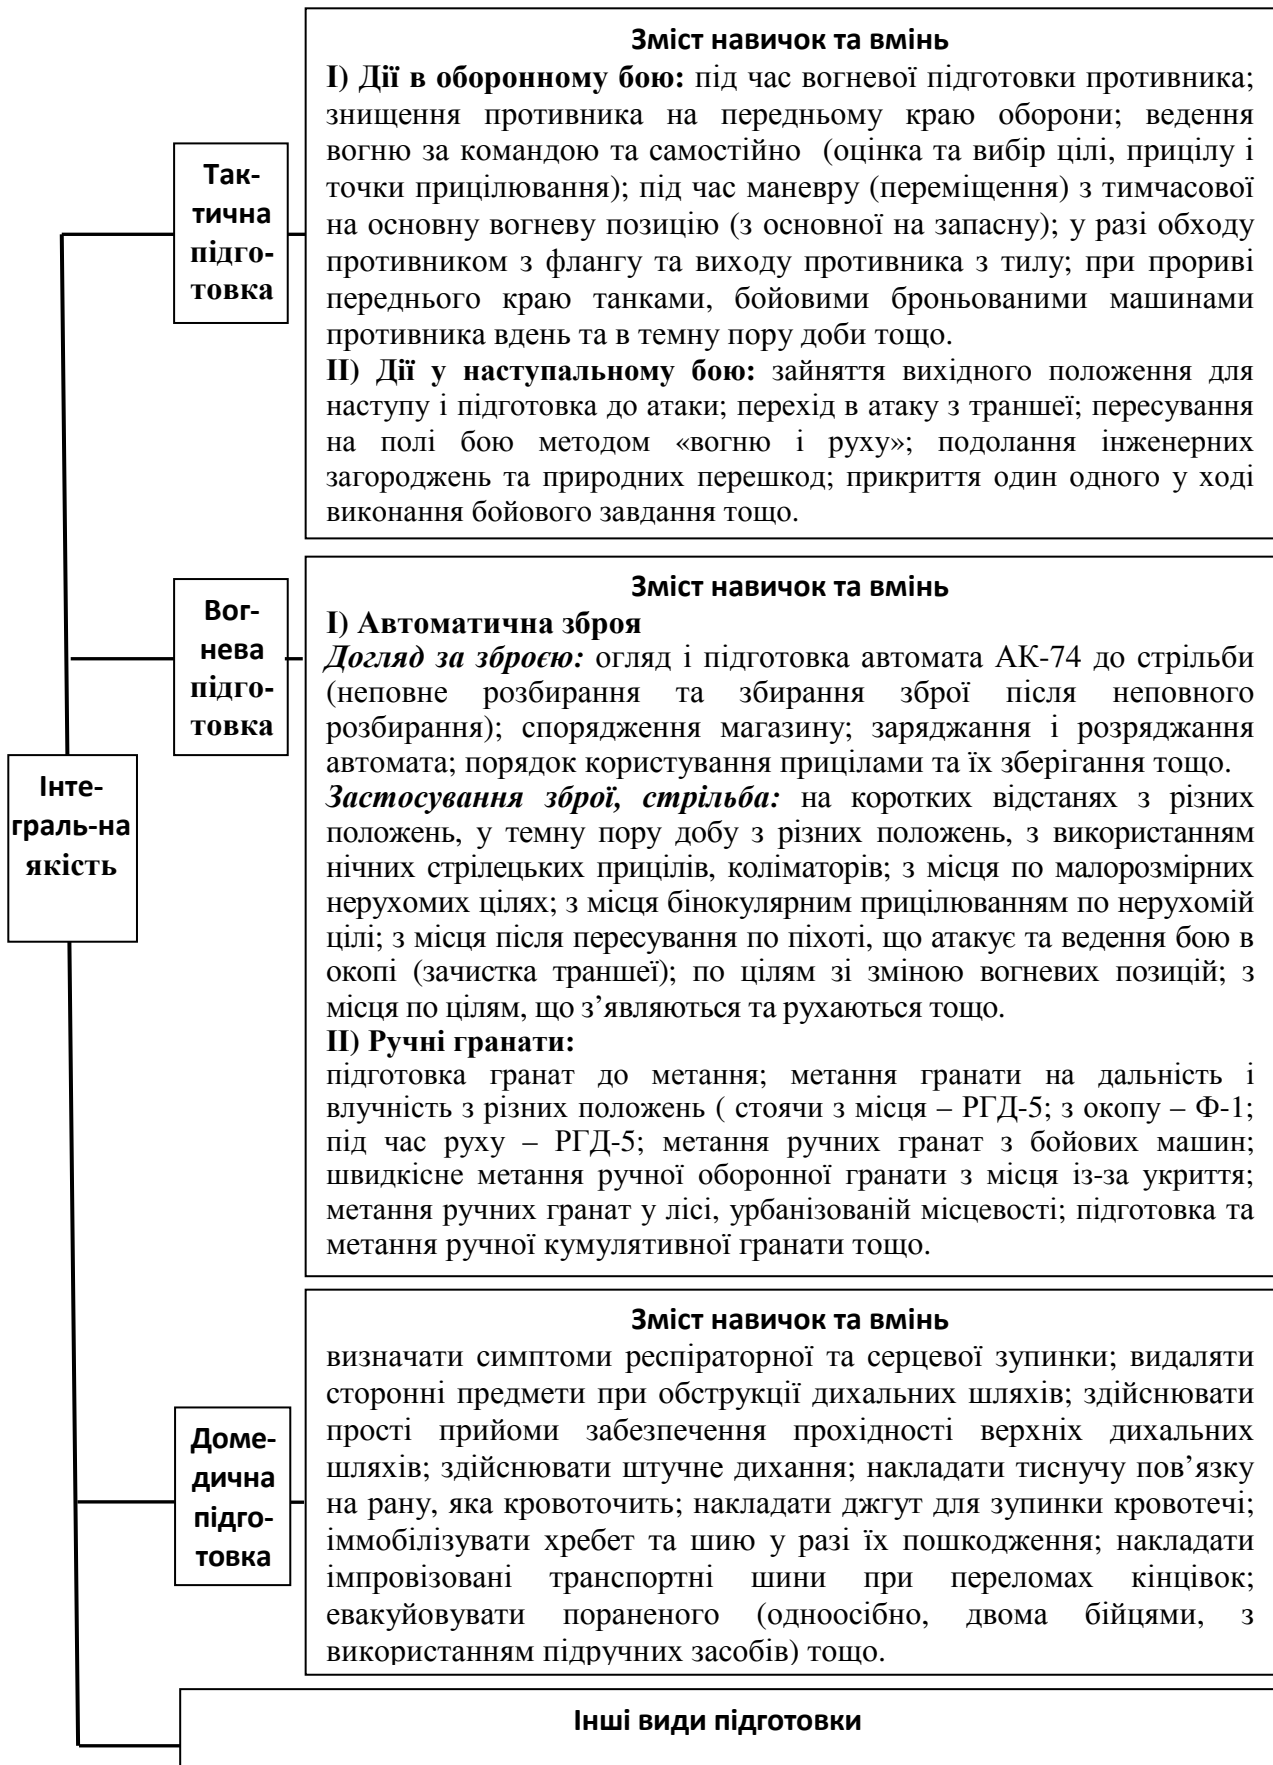 Зміст навичок та вмінь
І) Дії в оборонному бою: під час вогневої підготовки противника;
знищення противника на передньому краю оборони; ведення
вогню за командою та самостійно (оцінка та вибір цілі, прицілу і
точки прицілювання); під час маневру (переміщення) з тимчасової
на основну вогневу позицію (з основної на запасну); у разі обходу
противником з флангу та виходу противника з тилу; при прориві
переднього краю танками, бойовими броньованими машинами
противника вдень та в темну пору доби тощо.
ІІ) Дії у наступальному бою: зайняття вихідного положення для
наступу і підготовка до атаки; перехід в атаку з траншеї; пересування
на полі бою методом «вогню і руху»; подолання інженерних
загороджень та природних перешкод; прикриття один одного у ході
виконання бойового завдання тощо.
Так-
тична
підго-
товка
Зміст навичок та вмінь
І) Автоматична зброя
Догляд за зброєю: огляд і підготовка автомата АК-74 до стрільби
(неповне розбирання та збирання зброї після неповного
розбирання); спорядження магазину; заряджання і розряджання
автомата; порядок користування прицілами та їх зберігання тощо.
Застосування зброї, стрільба: на коротких відстанях з різних
положень, у темну пору добу з різних положень, з використанням
нічних стрілецьких прицілів, коліматорів; з місця по малорозмірних
нерухомих цілях; з місця бінокулярним прицілюванням по нерухомій
цілі; з місця після пересування по піхоті, що атакує та ведення бою в
окопі (зачистка траншеї); по цілям зі зміною вогневих позицій; з
місця по цілям, що з’являються та рухаються тощо.
ІІ) Ручні гранати:
підготовка гранат до метання; метання гранати на дальність і
влучність з різних положень ( стоячи з місця – РГД-5; з окопу – Ф-1;
під час руху – РГД-5; метання ручних гранат з бойових машин;
швидкісне метання ручної оборонної гранати з місця із-за укриття;
метання ручних гранат у лісі, урбанізованій місцевості; підготовка та
метання ручної кумулятивної гранати тощо.
Вог-
нева
підго-
товка
Інте-
граль-на
якість
Зміст навичок та вмінь
визначати симптоми респіраторної та серцевої зупинки; видаляти
сторонні предмети при обструкції дихальних шляхів; здійснювати
прості прийоми забезпечення прохідності верхніх дихальних
шляхів; здійснювати штучне дихання; накладати тиснучу пов’язку
на рану, яка кровоточить; накладати джгут для зупинки кровотечі;
іммобілізувати хребет та шию у разі їх пошкодження; накладати
імпровізовані транспортні шини при переломах кінцівок;
евакуйовувати пораненого (одноосібно, двома бійцями, з
використанням підручних засобів) тощо.
Доме-
дична
підго-
товка
Інші види підготовки